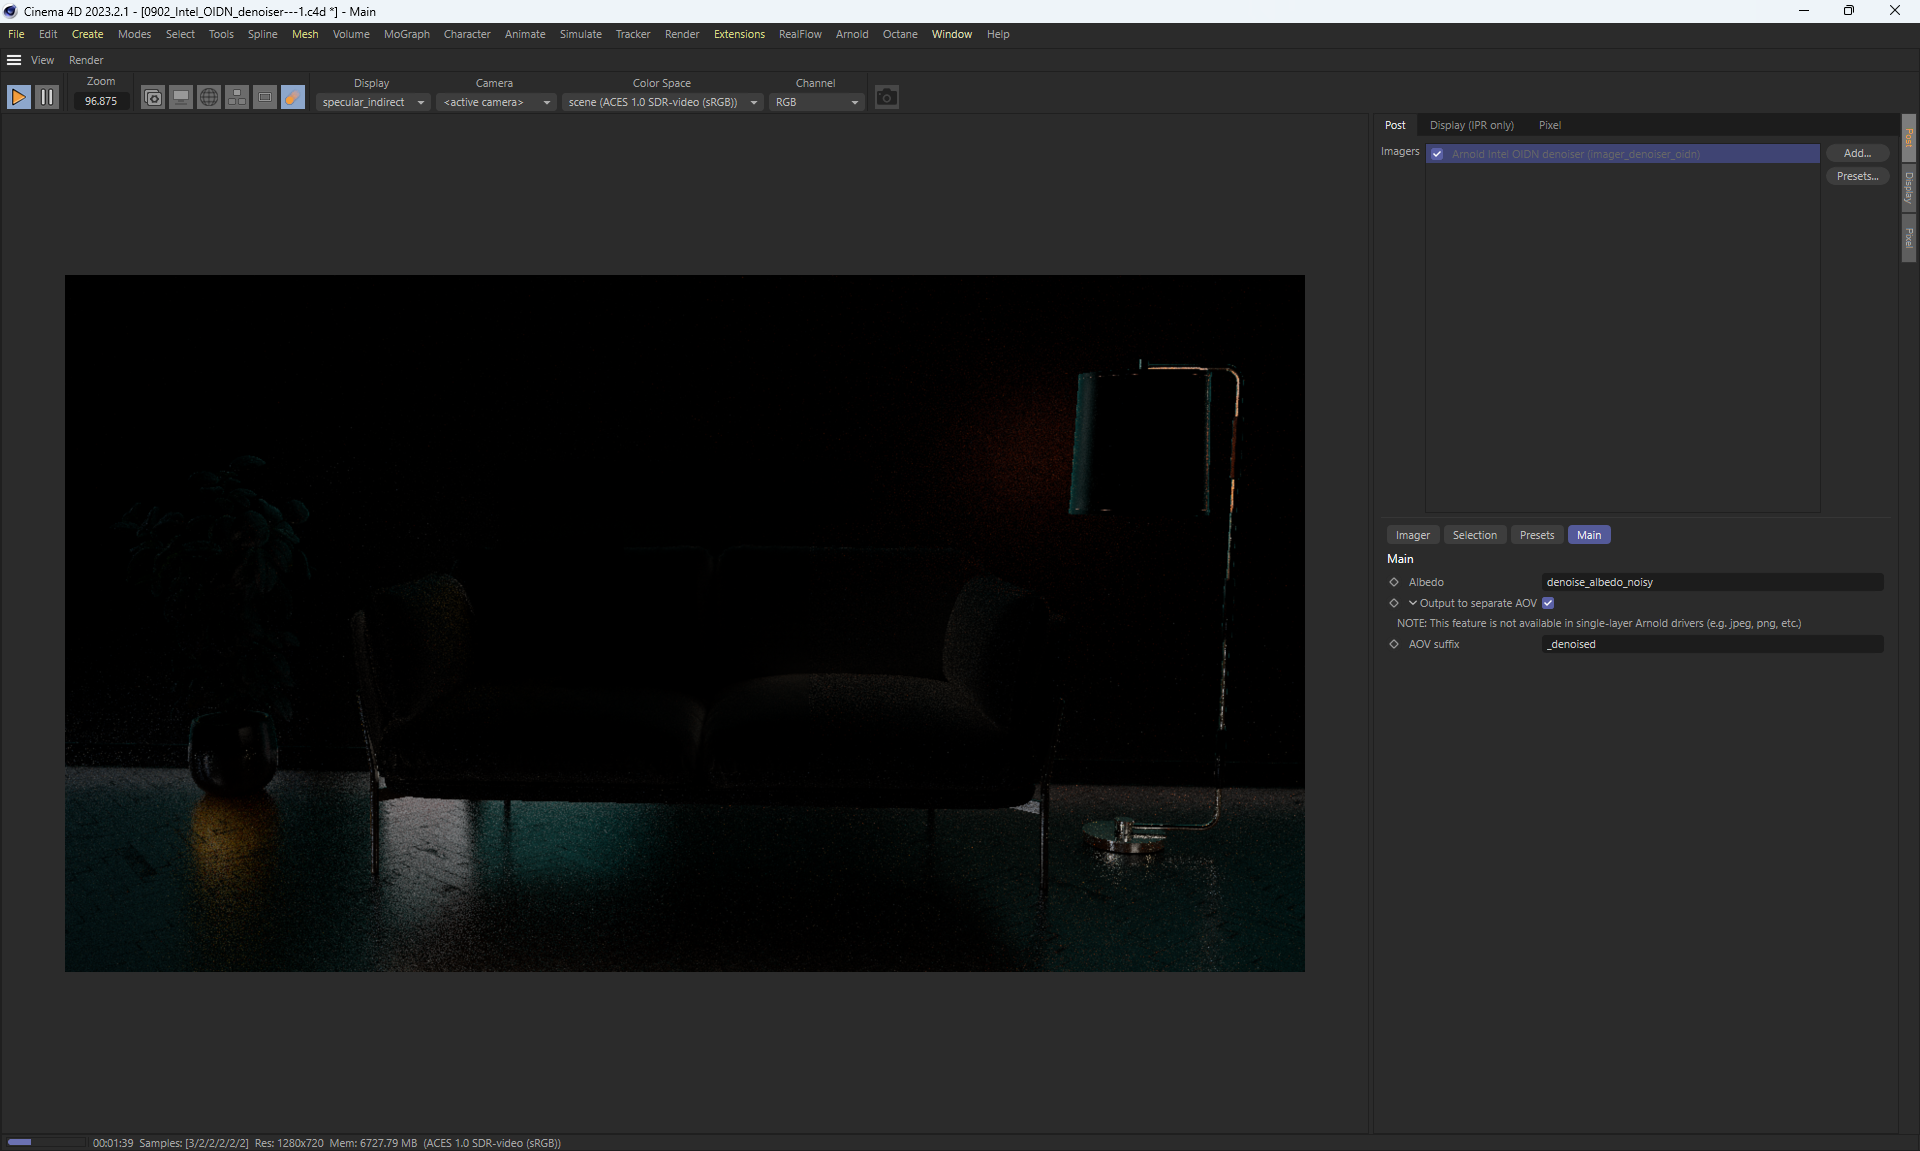 Cinema 4D 2023.2.1 - [0902_Intel_OIDN_denoiser---1.c4d *] - Main
File Edit Create Modes Select Tools Spline Mesh Volume MoGraph Character Animate Simulate Tracker Render Extensions RealFlow Arnold Octane Window Help
View Render
Zoom Display Camera Color Space Channel
96.875 specular_indirect <active camera> scene (ACES 1.0 SDR-video (sRGB)) RGB
Post Display (IPR only) Pixel
Imagers Arnold Intel OIDN denoiser (imager_denoiser_oidn) Add...
Presets...
Post
Display
Pixel
Imager Selection Presets Main
Main
Albedo denoise_albedo_noisy
Output to separate AOV
NOTE: This feature is not available in single-layer Arnold drivers (e.g. jpeg, png, etc.)
AOV suffix _denoised
00:01:39 Samples: [3/2/2/2/2/2] Res: 1280x720 Mem: 6727.79 MB (ACES 1.0 SDR-video (sRGB))